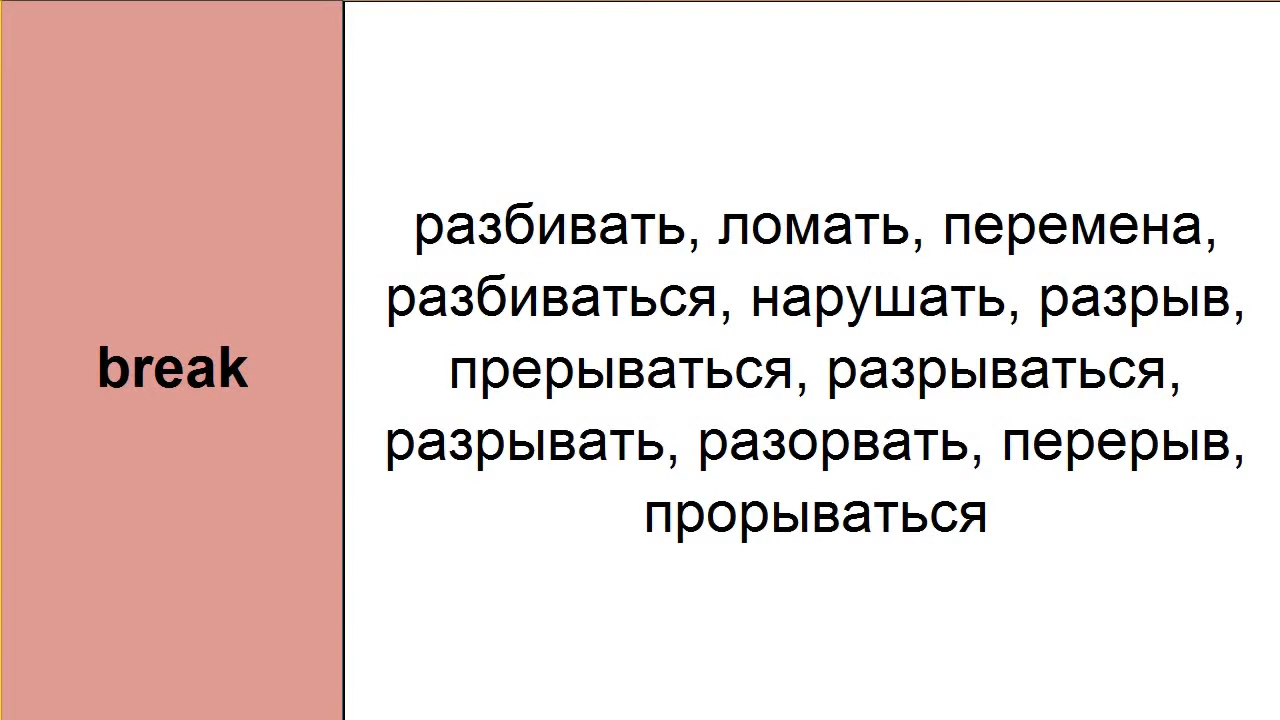 break
разбивать, ломать, перемена,
разбиваться, нарушать, разрыв,
прерываться, разрываться,
разрывать, разорвать, перерыв,
прорываться